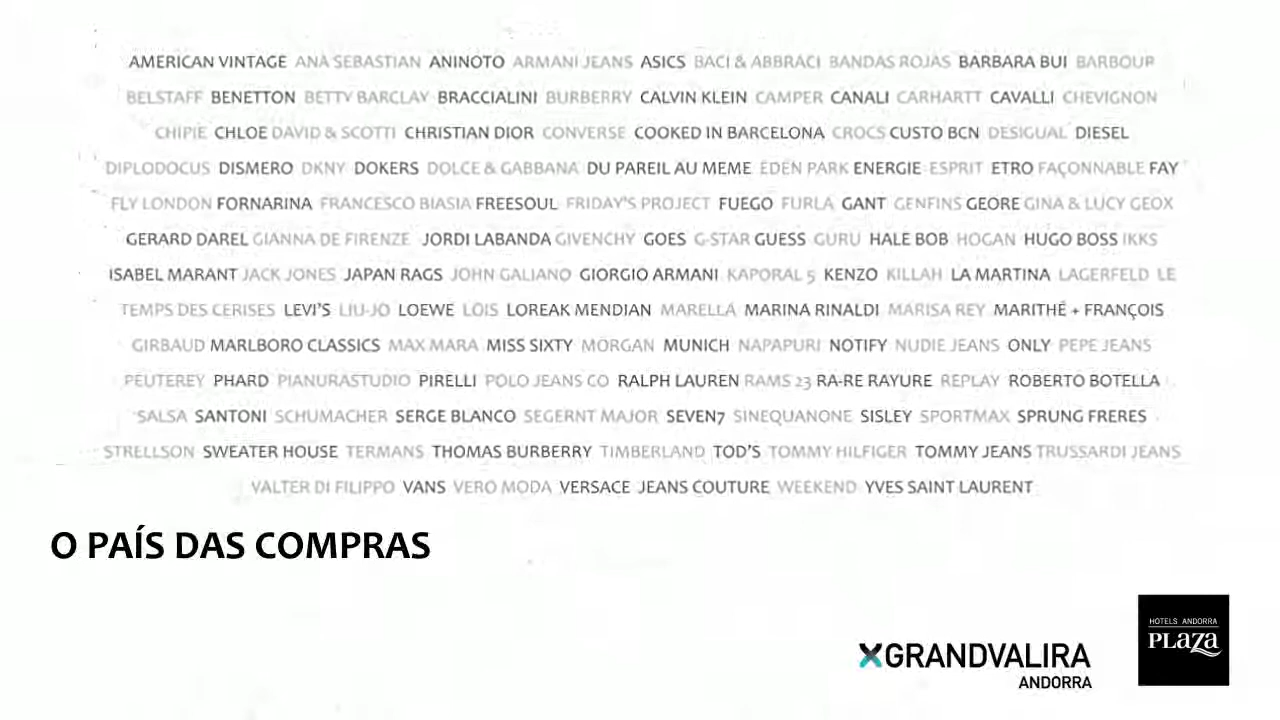 AMERICAN VINTAGE ANA SEBASTIAN ANINOTO ARMANI JEANS ASICS BACI & ABBRACI BANDAS ROJAS BARBARA BUI BARBOUR
BELSTAFF BENETTON BETTY BARCLAY BRACCIALINI BURBERRY CALVIN KLEIN CAMPER CANALI CARHARTT CAVALLI CHEVIGNON
CHIPIE CHLOE DAVID & SCOTTI CHRISTIAN DIOR CONVERSE COOKED IN BARCELONA CROCS CUSTO BCN DESIGUAL DIESEL
DIPLODOCUS DISMERO DKNY DOKERS DOLCE & GABBANA DU PAREIL AU MEME EDEN PARK ENERGIE ESPRIT ETRO FAÇONNABLE FAY
FLY LONDON FORNARINA FRANCESCO BIASIA FREESOUL FRIDAY'S PROJECT FUEGO FURLA GANT GENFINS GEORE GINA & LUCY GEOX
GERARD DAREL GIANNA DE FIRENZE JORDI LABANDA GIVENCHY GOES G-STAR GUESS GURU HALE BOB HOGAN HUGO BOSS IKKS
ISABEL MARANT JACK JONES JAPAN RAGS JOHN GALIANO GIORGIO ARMANI KAPORAL 5 KENZO KILLAH LA MARTINA LAGERFELD LE
TEMPS DES CERISES LEVI'S LIU-JO LOEWE LOIS LOREAK MENDIAN MARELLA MARINA RINALDI MARISA REY MARITHÉ + FRANÇOIS
GIRBAUD MARLBORO CLASSICS MAX MARA MISS SIXTY MORGAN MUNICH NAPAPURI NOTIFY NUDIE JEANS ONLY PEPE JEANS
PEUTEREY PHARD PIANURASTUDIO PIRELLI POLO JEANS CO RALPH LAUREN RAMS 23 RA-RE RAYURE REPLAY ROBERTO BOTELLA
SALSA SANTONI SCHUMACHER SERGE BLANCO SEGERNT MAJOR SEVEN7 SINEQUANONE SISLEY SPORTMAX SPRUNG FRERES
STRELLSON SWEATER HOUSE TERMANS THOMAS BURBERRY TIMBERLAND TOD'S TOMMY HILFIGER TOMMY JEANS TRUSSARDI JEANS
VALTER DI FILIPPO VANS VERO MODA VERSACE JEANS COUTURE WEEKEND YVES SAINT LAURENT
O PAÍS DAS COMPRAS
GRANDVALIRA
ANDORRA
HOTELS ANDORRA
PLAZA